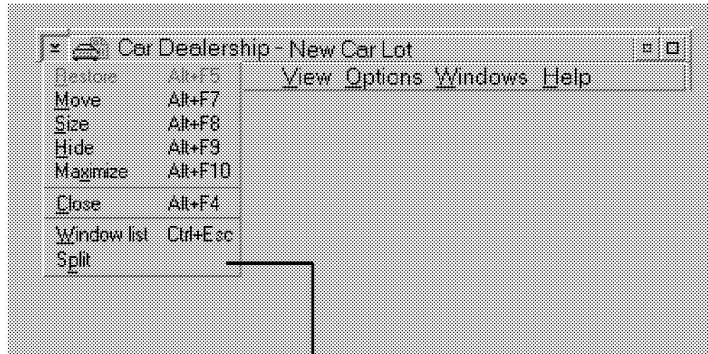 Car Dealership - New Car Lot
View Options Windows Help
Restore Alt+F5
Move Alt+F7
Size Alt+F8
Hide Alt+F9
Maximize Alt+F10
Close Alt+F4
Window list Ctrl+Esc
Split